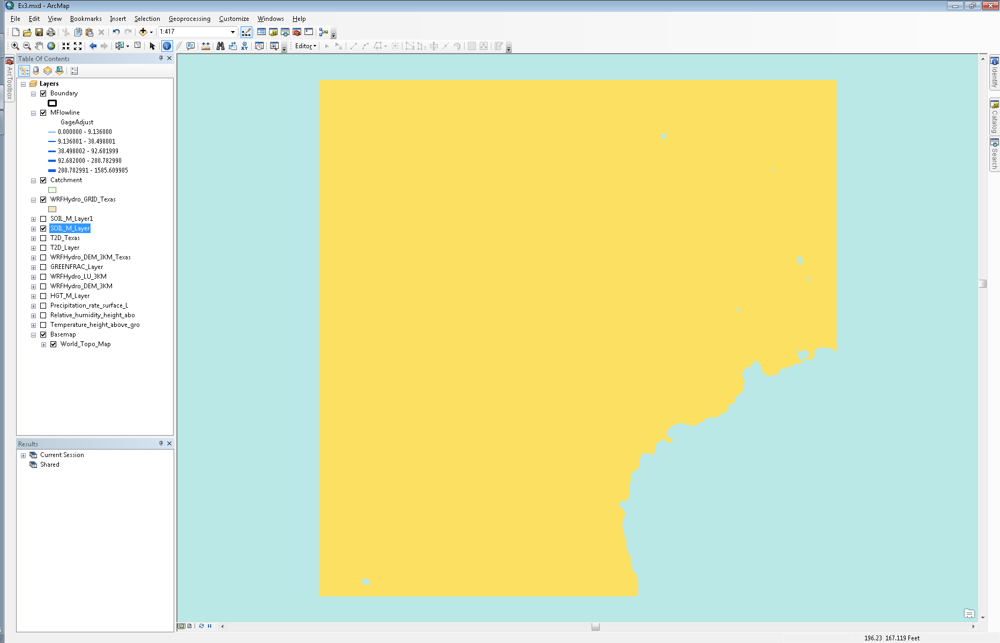 Ex3.mxd - ArcMap
File Edit View Bookmarks Insert Selection Geoprocessing Customize Windows Help
1:417
Editor
Table Of Contents
ArcToolbox
Layers
Boundary
MFlowline
GageAdjust
0.000000 - 9.136000
9.136001 - 38.498001
38.498002 - 92.681999
92.682000 - 280.782990
280.782991 - 1585.609985
Catchment
WRFHydro_GRID_Texas
SOIL_M_Layer1
SOIL_M_Layer
T2D_Texas
T2D_Layer
WRFHydro_DEM_3KM_Texas
GREENFRAC_Layer
WRFHydro_LU_3KM
WRFHydro_DEM_3KM
HGT_M_Layer
Precipitation_rate_surface_L
Relative_humidity_height_abo
Temperature_height_above_gro
Basemap
World_Topo_Map
Results
Current Session
Shared
Identify
Catalog
Search
196.23 167.119 Feet